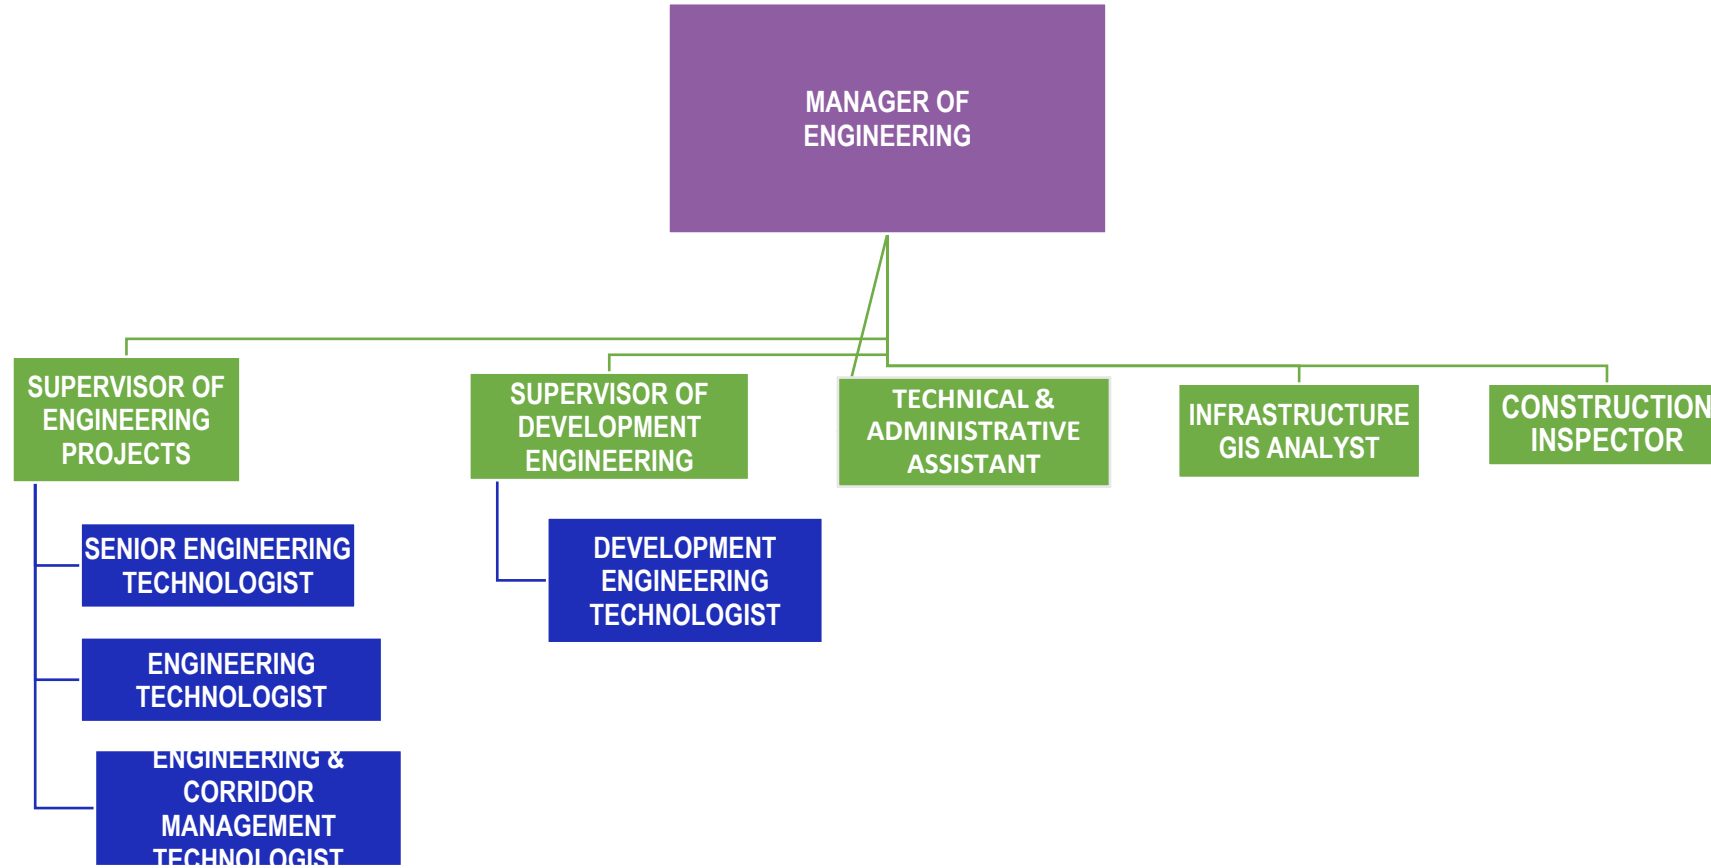 MANAGER OF
ENGINEERING
SUPERVISOR OF
ENGINEERING
PROJECTS
SUPERVISOR OF
DEVELOPMENT
ENGINEERING
TECHNICAL &
ADMINISTRATIVE
ASSISTANT
INFRASTRUCTURE
GIS ANALYST
CONSTRUCTION
INSPECTOR
SENIOR ENGINEERING
TECHNOLOGIST
ENGINEERING
TECHNOLOGIST
ENGINEERING &
CORRIDOR
MANAGEMENT
TECHNOLOGIST
DEVELOPMENT
ENGINEERING
TECHNOLOGIST